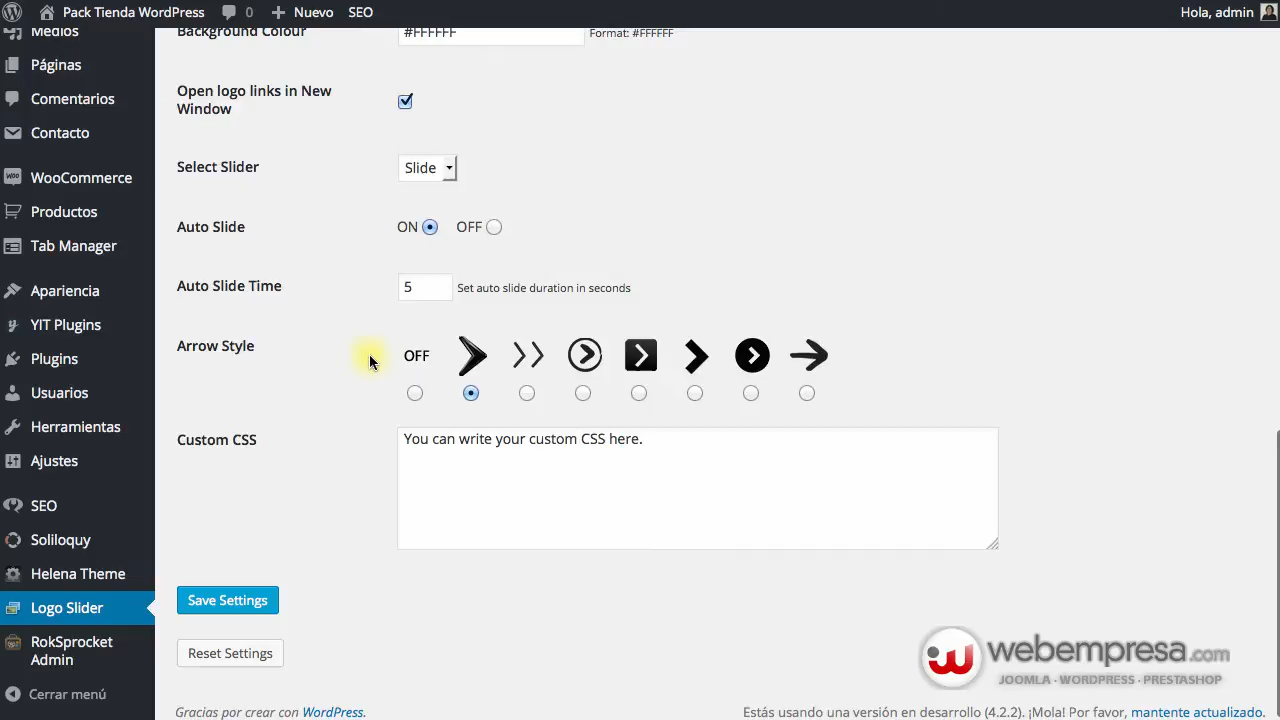 Pack Tienda WordPress 0 Nuevo SEO Hola, admin
Medios
Páginas
Comentarios
Contacto
WooCommerce
Productos
Tab Manager
Apariencia
YIT Plugins
Plugins
Usuarios
Herramientas
Ajustes
SEO
Soliloquy
Helena Theme
Logo Slider
RokSprocket
Admin
Cerrar menú
Background Colour #FFFFFF Format: #FFFFFF
Open logo links in New
Window
Select Slider Slide
Auto Slide ON OFF
Auto Slide Time 5 Set auto slide duration in seconds
Arrow Style OFF
Custom CSS You can write your custom CSS here.
Save Settings
Reset Settings
webempresa.com
JOOMLA · WORDPRESS · PRESTASHOP
Gracias por crear con WordPress. Estás usando una versión en desarrollo (4.2.2). ¡Mola! Por favor, mantente actualizado.